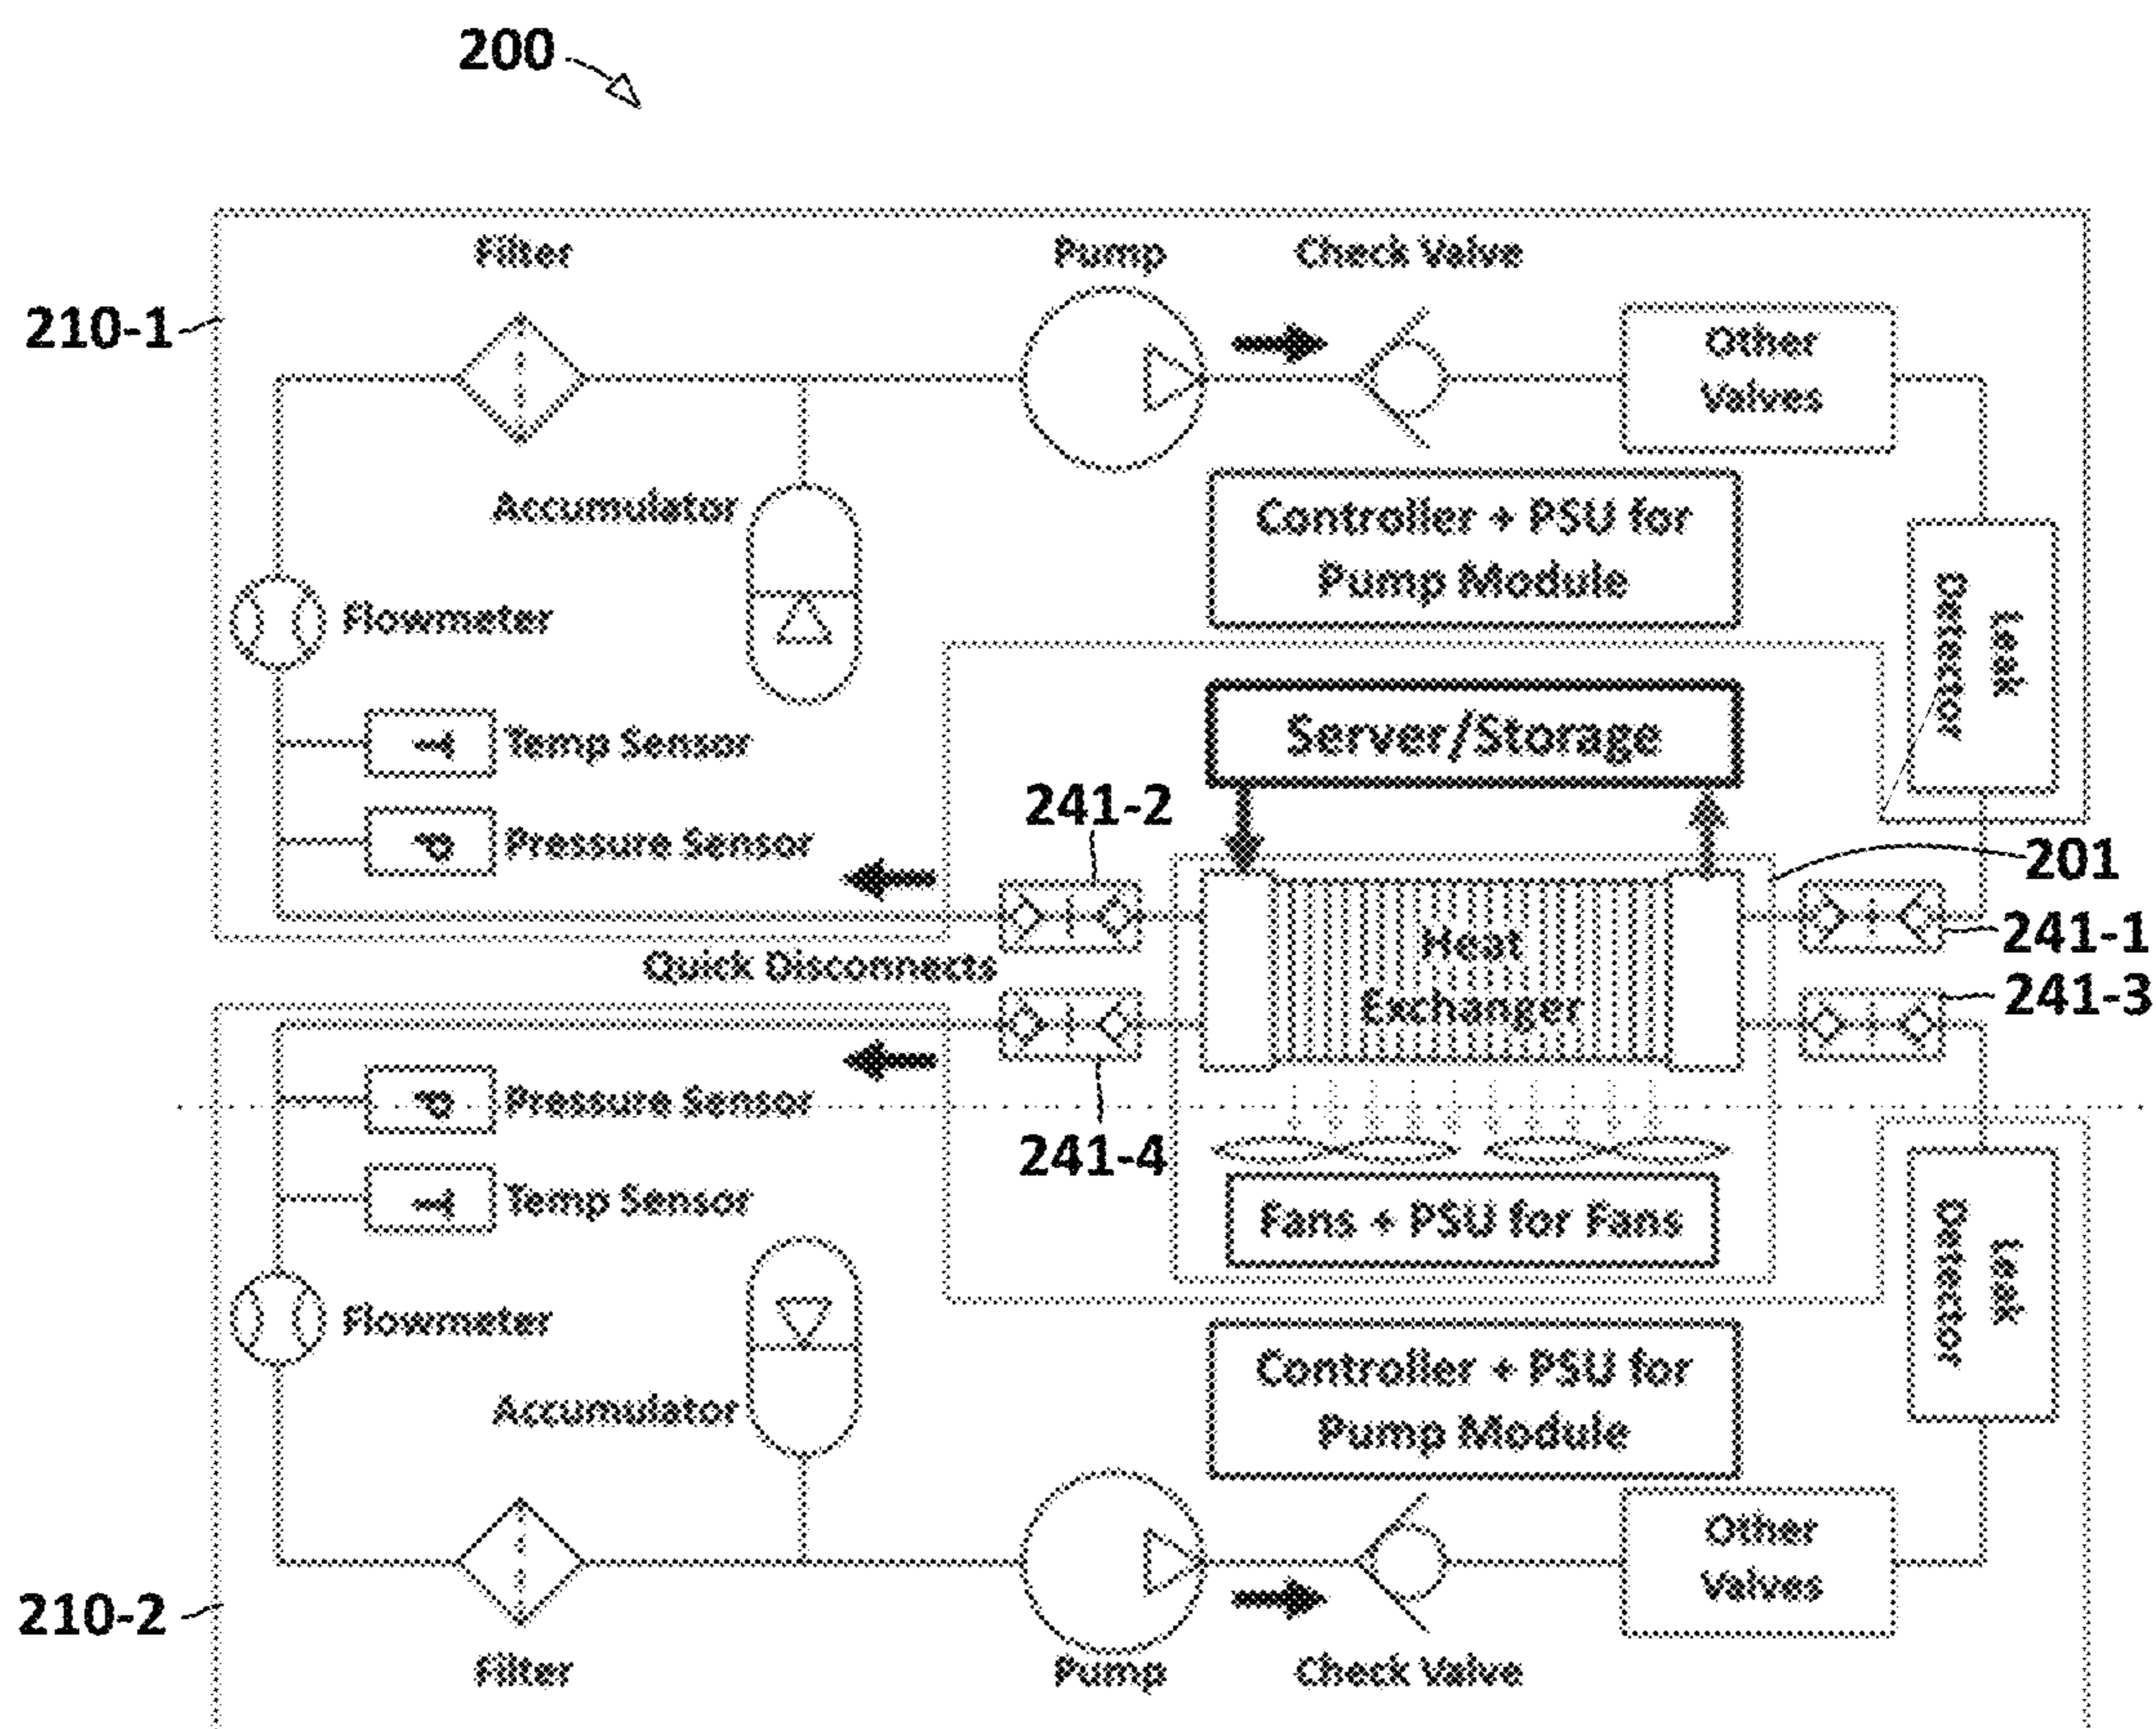 200
Filter
Pump
Check Valve
210-1
Other
Valves
Accumulator
Controller + PSU for
Pump Module
Flowmeter
Leak
Detector
T
Temp Sensor
Server/Storage
241-2
P
Pressure Sensor
201
241-1
Quick Disconnects
Heat
Exchanger
241-3
P
Pressure Sensor
241-4
T
Temp Sensor
Fans + PSU for Fans
Leak
Detector
Flowmeter
Controller + PSU for
Pump Module
Accumulator
Other
Valves
210-2
Filter
Pump
Check Valve